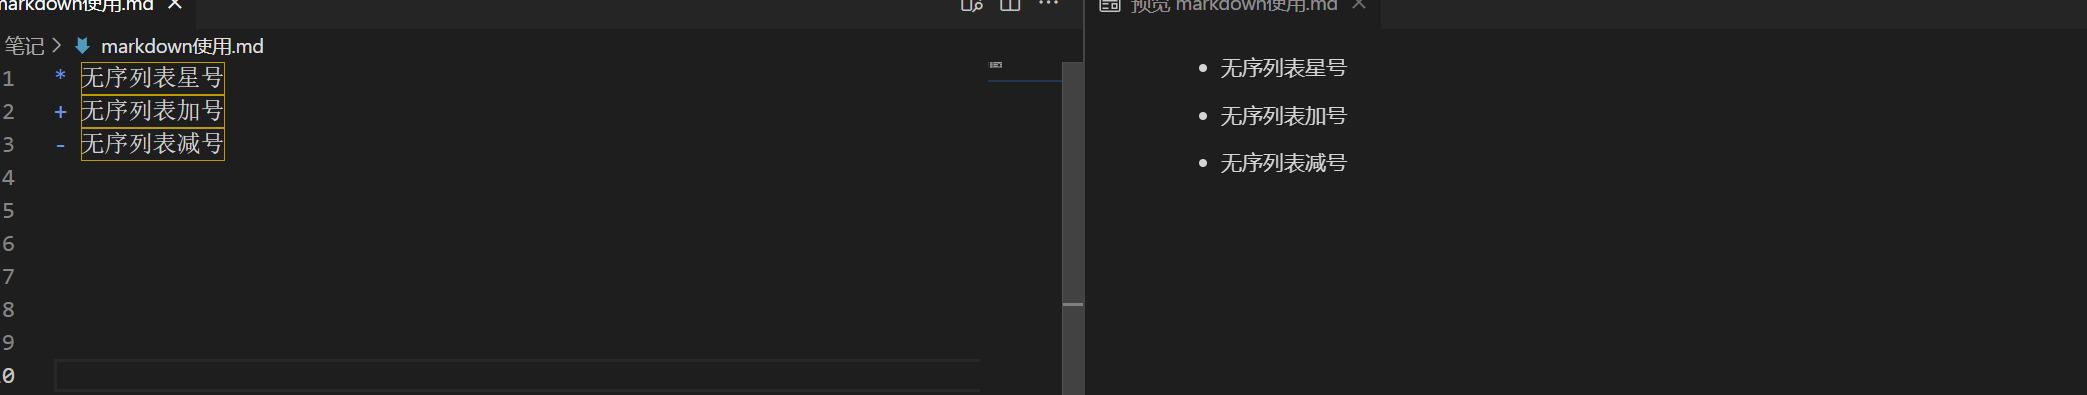 markdown使用.md
预览 markdown使用.md
笔记 > markdown使用.md
1 * 无序列表星号
2 + 无序列表加号
3 - 无序列表减号
4
5
6
7
8
9
0
• 无序列表星号
• 无序列表加号
• 无序列表减号